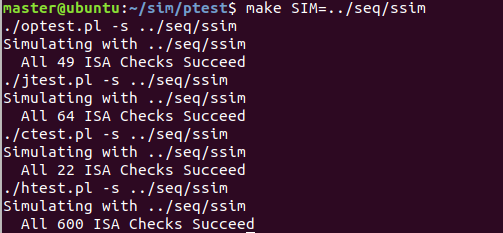 master@ubuntu:~/sim/ptest$ make SIM=../seq/ssim
./optest.pl -s ../seq/ssim
Simulating with ../seq/ssim
  All 49 ISA Checks Succeed
./jtest.pl -s ../seq/ssim
Simulating with ../seq/ssim
  All 64 ISA Checks Succeed
./ctest.pl -s ../seq/ssim
Simulating with ../seq/ssim
  All 22 ISA Checks Succeed
./htest.pl -s ../seq/ssim
Simulating with ../seq/ssim
  All 600 ISA Checks Succeed